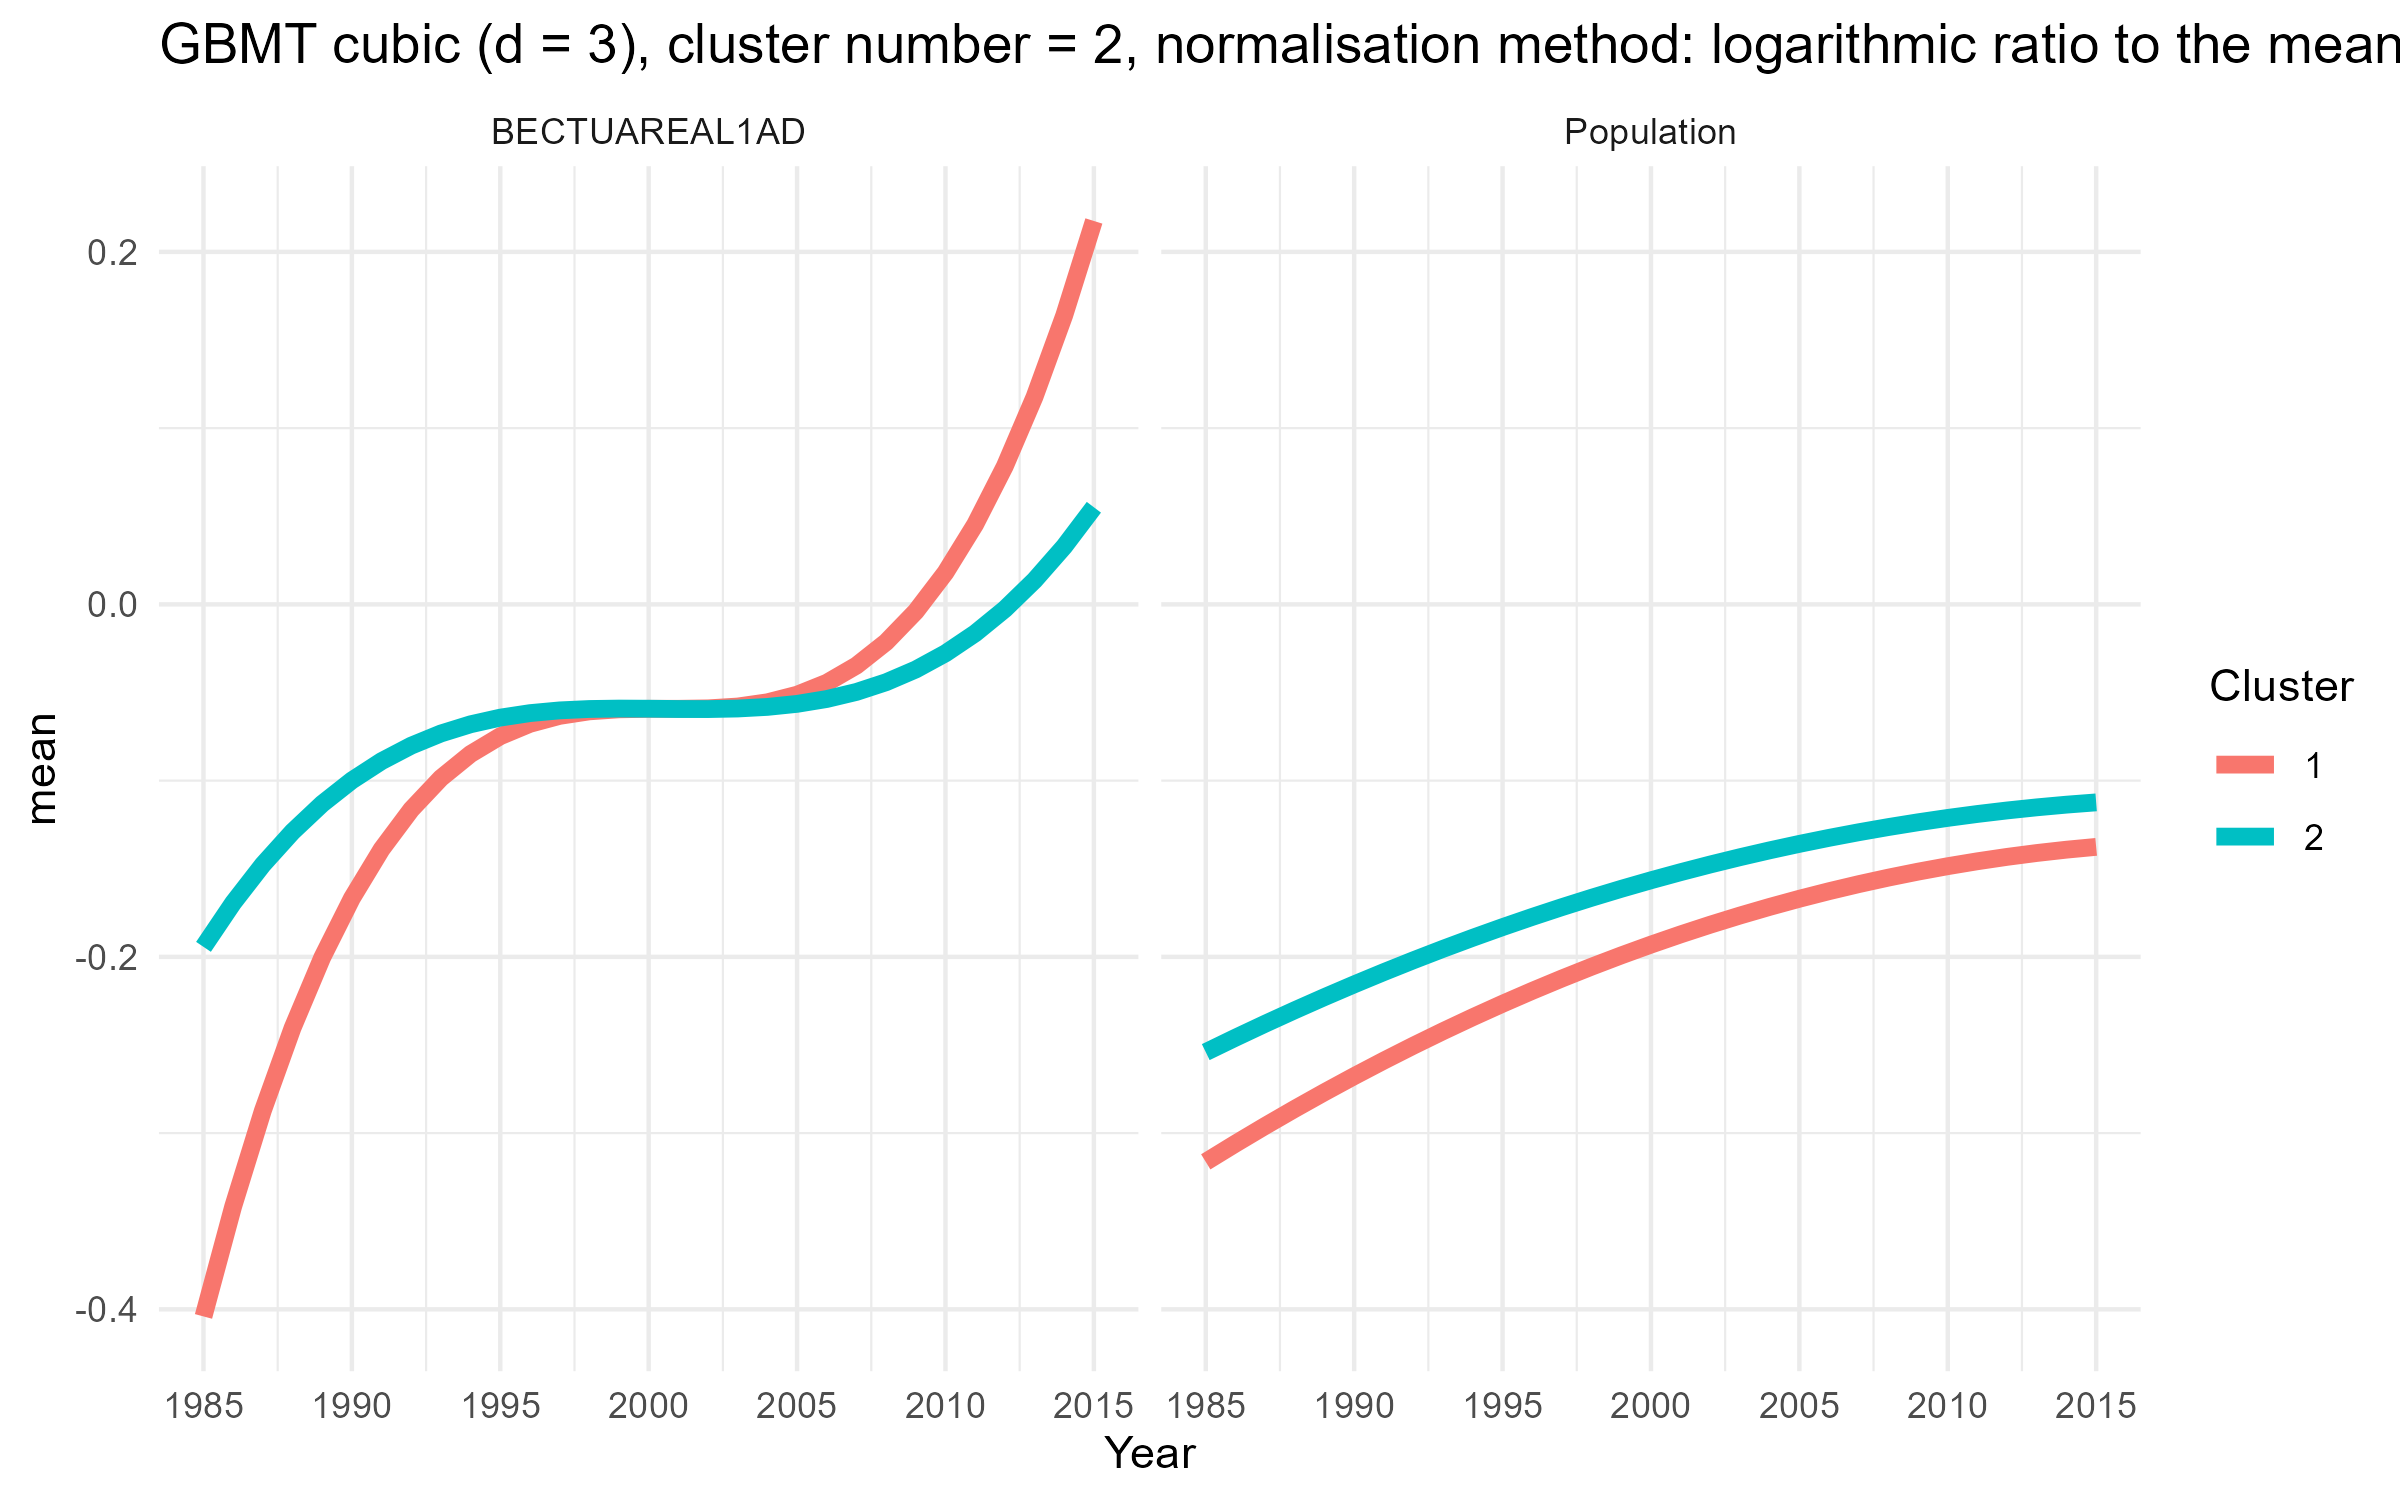 GBMT cubic (d = 3), cluster number = 2, normalisation method: logarithmic ratio to the mean
BECTUAREAL1AD
Population
0.2
0.0
-0.2
-0.4
mean
1985 1990 1995 2000 2005 2010 2015
1985 1990 1995 2000 2005 2010 2015
Year
Cluster
1
2